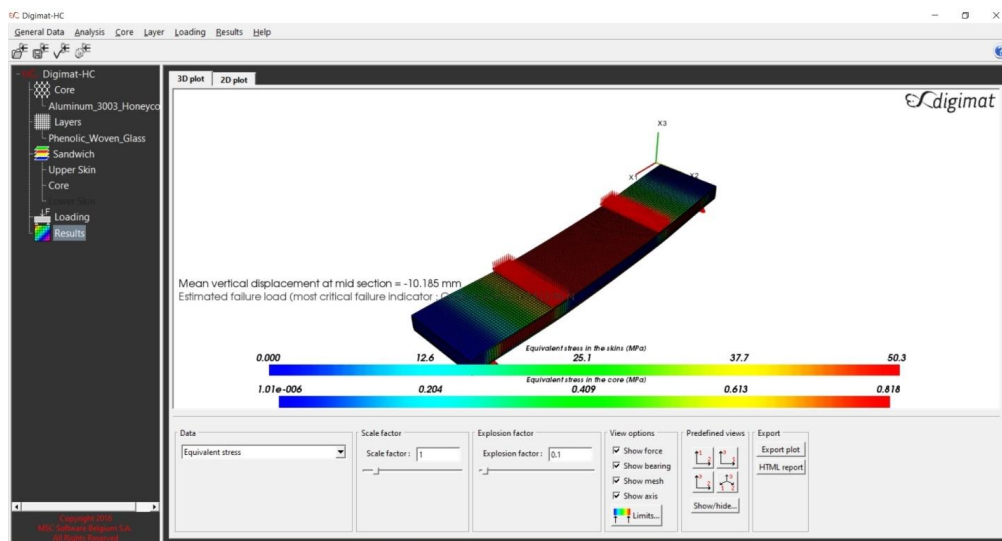 Digimat-HC
General Data Analysis Core Layer Loading Results Help
Digimat-HC
Core
Aluminum_3003_Honeyco
Layers
Phenolic_Woven_Glass
Sandwich
Upper Skin
Core
Lower Skin
Loading
Results
Copyright 2016
MSC Software Belgium S.A.
All Rights Reserved
3D plot 2D plot
digimat
X3
X1 X2
Mean vertical displacement at mid section = -10.185 mm
Estimated failure load (most critical failure indicator : C
Equivalent stress in the skins (MPa)
0.000 12.6 25.1 37.7 50.3
Equivalent stress in the core (MPa)
1.01e-006 0.204 0.409 0.613 0.818
Data
Equivalent stress
Scale factor
Scale factor : 1
Explosion factor
Explosion factor : 0.1
View options
Show force
Show bearing
Show mesh
Show axis
Limits...
Predefined views
Show/hide...
Export
Export plot
HTML report